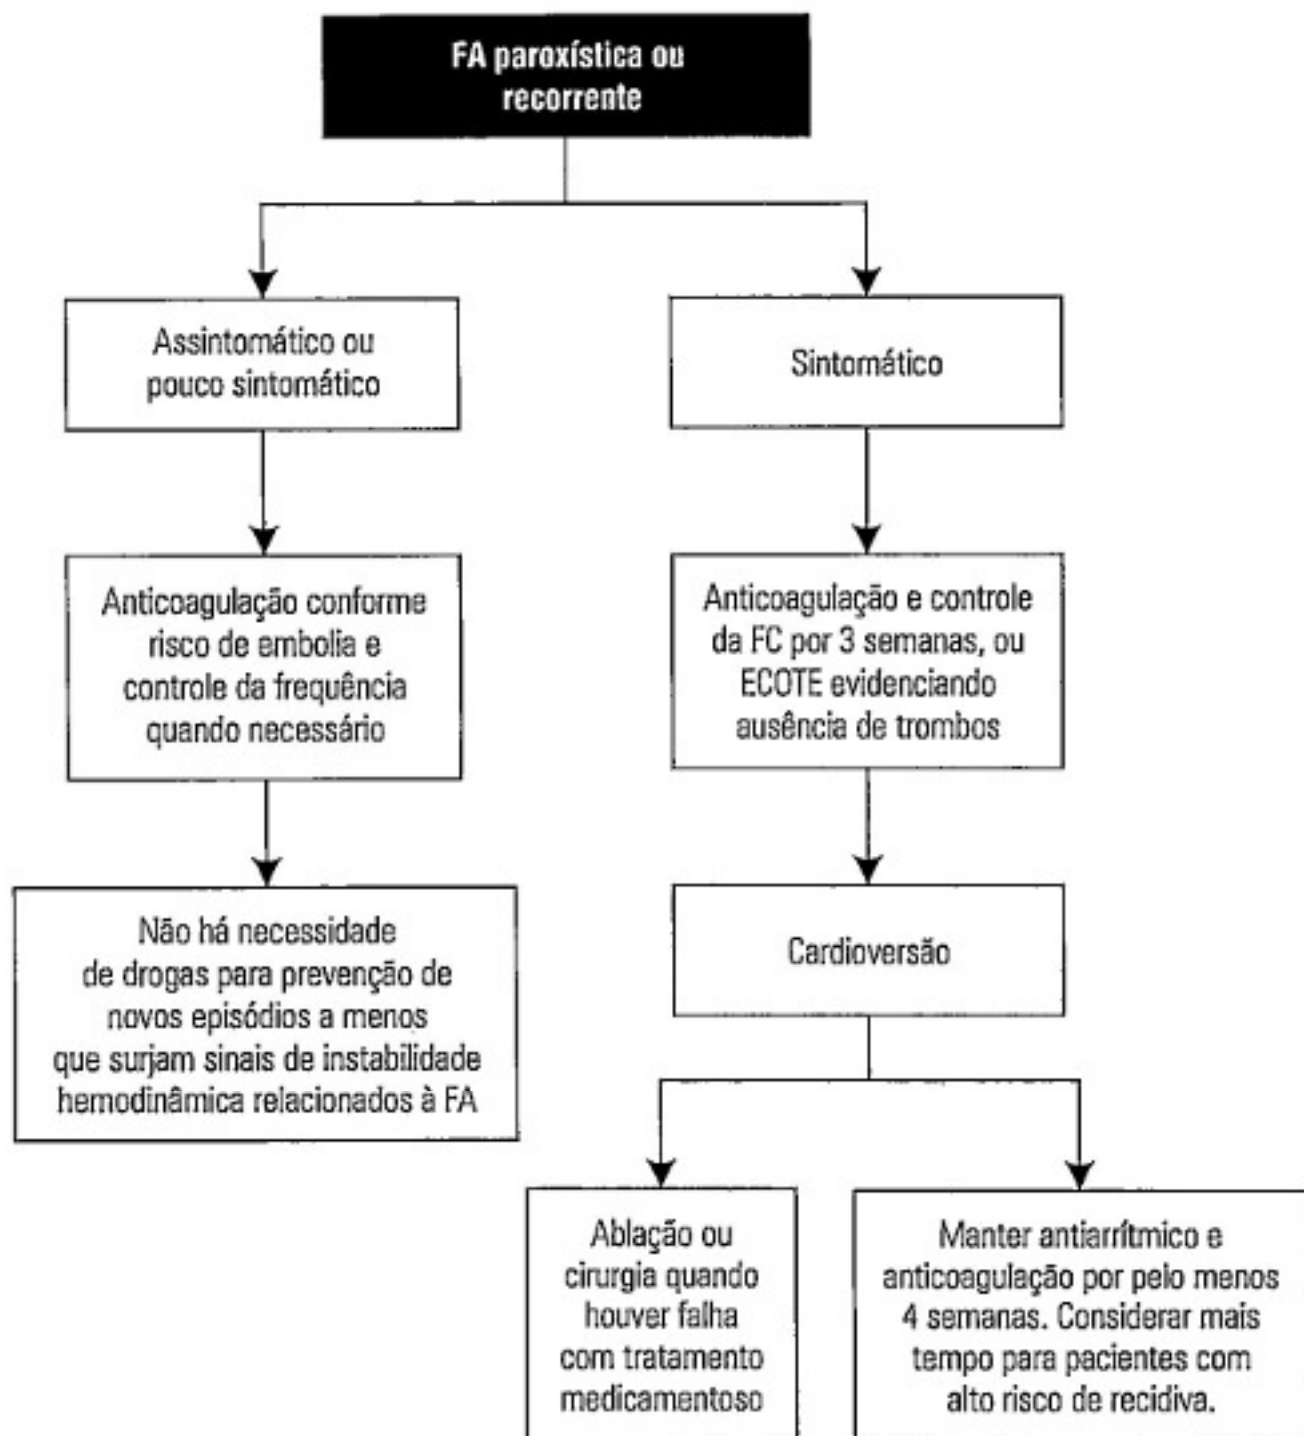 FA paroxística ou
recorrente
Assintomático ou
pouco sintomático
Sintomático
Anticoagulação conforme
risco de embolia e
controle da frequência
quando necessário
Anticoagulação e controle
da FC por 3 semanas, ou
ECOTE evidenciando
ausência de trombos
Não há necessidade
de drogas para prevenção de
novos episódios a menos
que surjam sinais de instabilidade
hemodinâmica relacionados à FA
Cardioversão
Ablação ou
cirurgia quando
houver falha
com tratamento
medicamentoso
Manter antiarrítmico e
anticoagulação por pelo menos
4 semanas. Considerar mais
tempo para pacientes com
alto risco de recidiva.